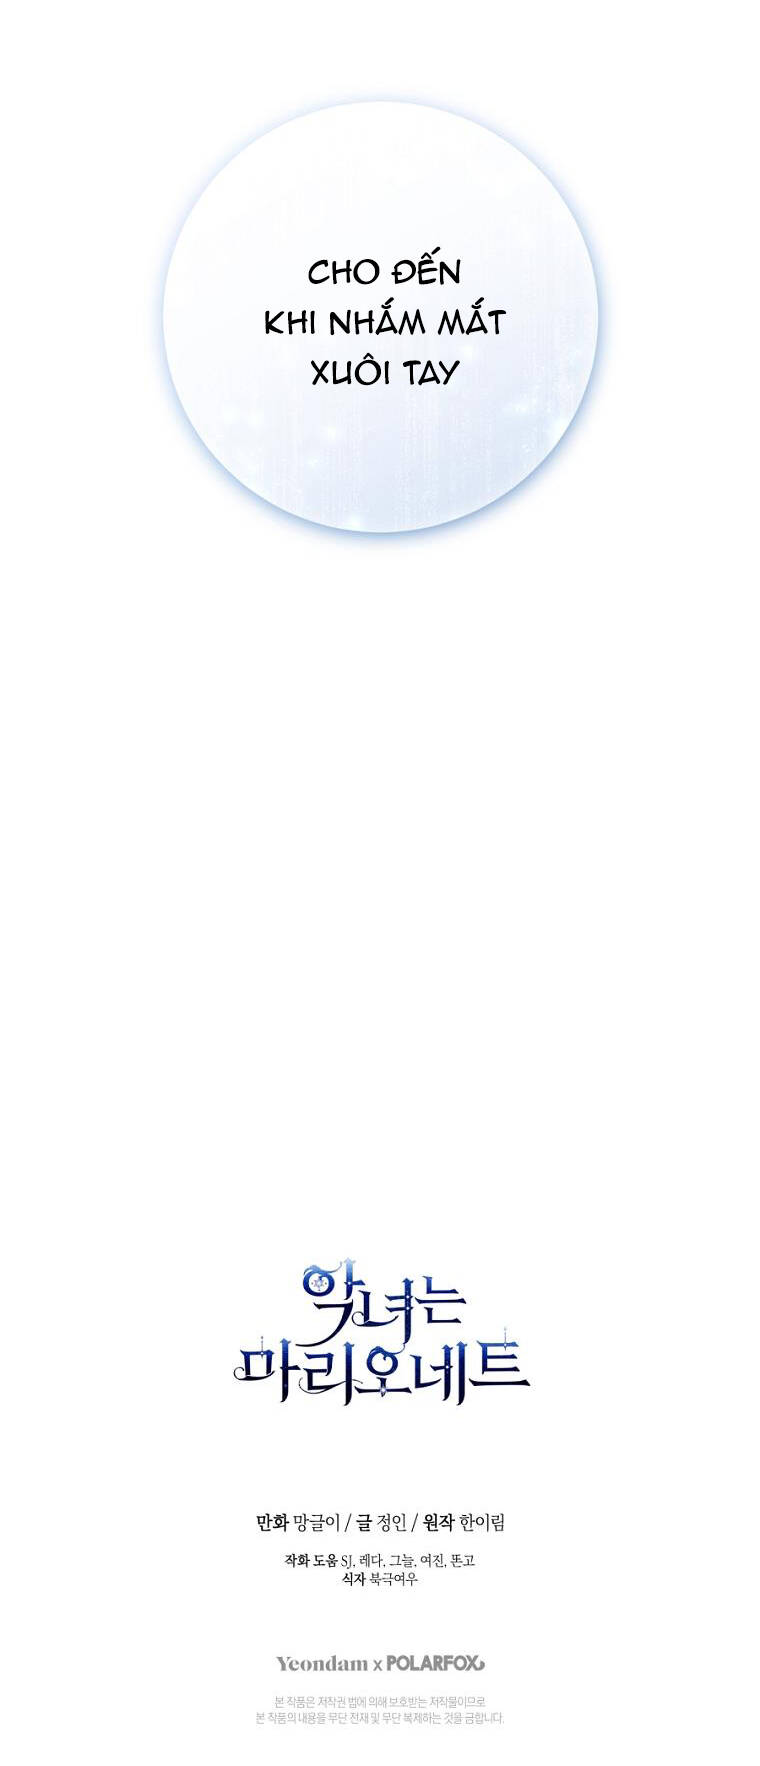 CHO ĐẾN
KHI NHẮM MẮT
XUÔI TAY
악녀는
마리오네트
만화 망글이 / 글 정인 / 원작 한이림
작화 도움 SJ, 레다, 그늘, 여진, 똔고
식자 북극여우
Yeondam x POLARFOX
본 작품은 저작권 법에 의해 보호받는 저작물이므로
본 작품의 내용을 무단 전재 및 무단 복제하는 것을 금합니다.